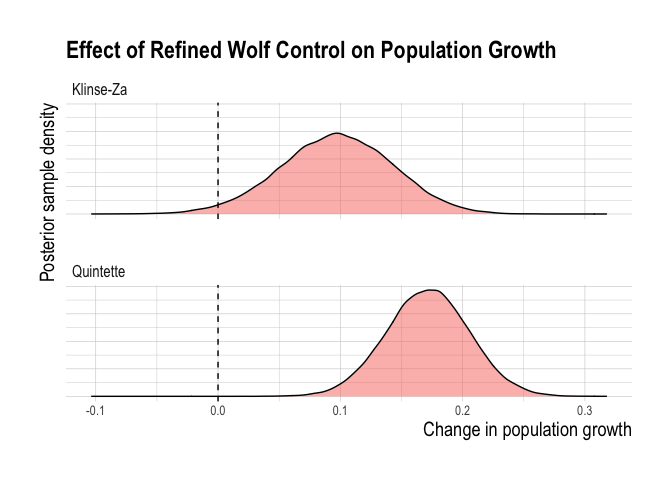 Effect of Refined Wolf Control on Population Growth
Klinse-Za
Posterior sample density
Quintette
-0.1 0.0 0.1 0.2 0.3
Change in population growth